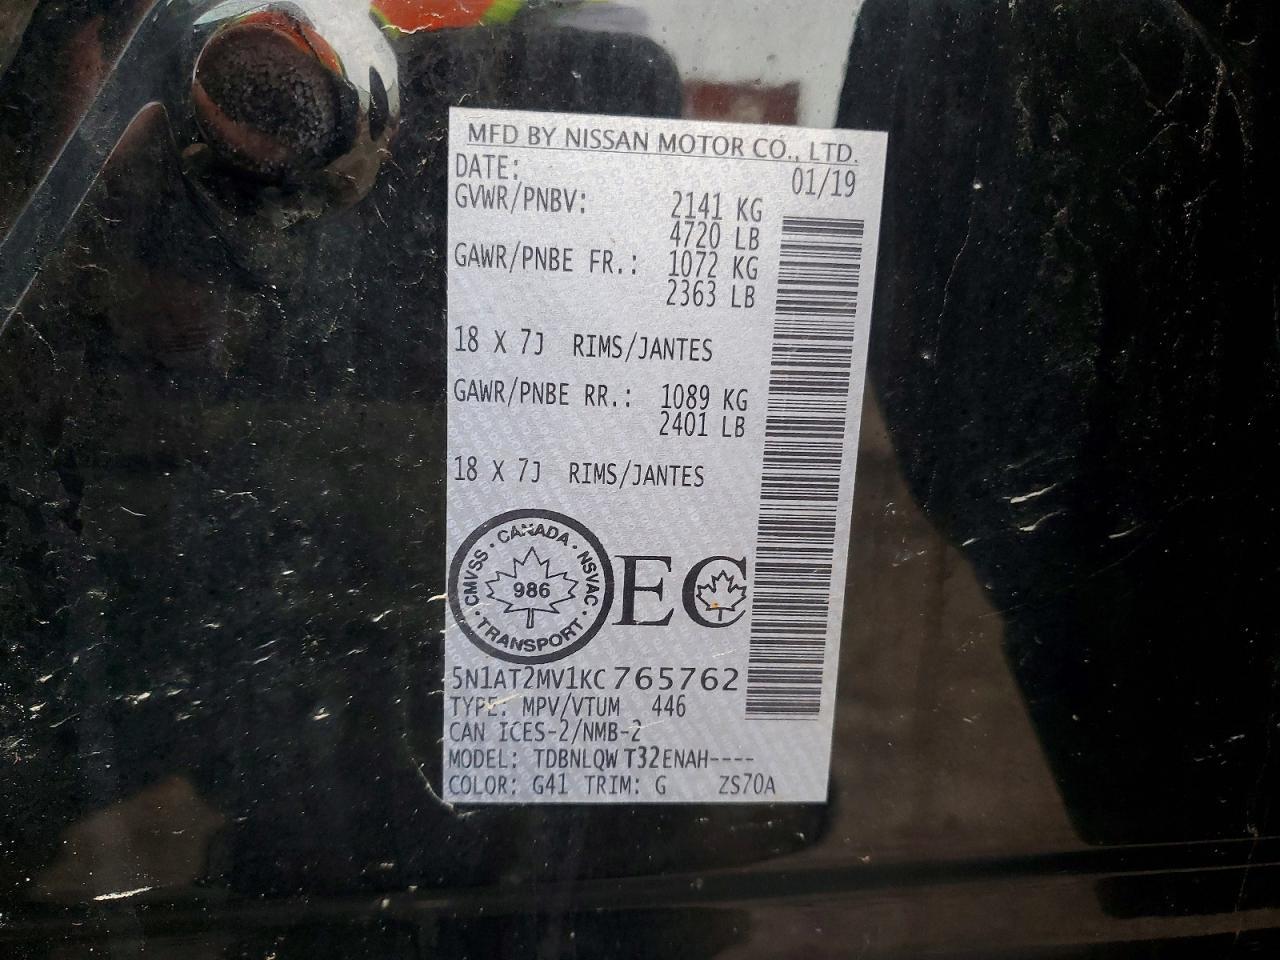 MFD BY NISSAN MOTOR CO., LTD.
DATE: 01/19
GVWR/PNBV: 2141 KG
4720 LB
GAWR/PNBE FR.: 1072 KG
2363 LB
18 X 7J RIMS/JANTES
GAWR/PNBE RR.: 1089 KG
2401 LB
18 X 7J RIMS/JANTES
CMVSS · CANADA · NSVAC · TRANSPORT ·
986
EC
5N1AT2MV1KC765762
TYPE: MPV/VTUM 446
CAN ICES-2/NMB-2
MODEL: TDBNLQW T32ENAH----
COLOR: G41 TRIM: G ZS70A